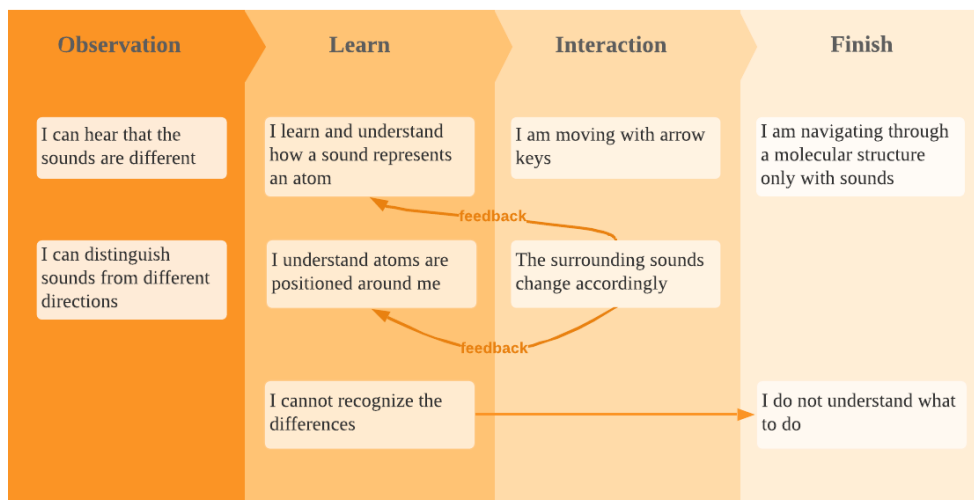 Observation
Learn
Interaction
Finish
I can hear that the
sounds are different
I learn and understand
how a sound represents
an atom
I am moving with arrow
keys
I am navigating through
a molecular structure
only with sounds
feedback
I can distinguish
sounds from different
directions
I understand atoms are
positioned around me
The surrounding sounds
change accordingly
feedback
I cannot recognize the
differences
I do not understand what
to do